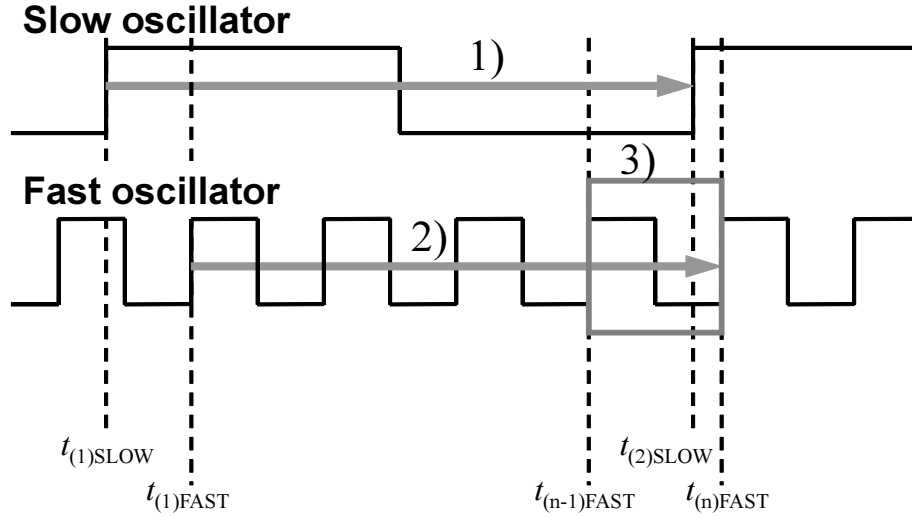 Slow oscillator
1)
3)
Fast oscillator
2)
t(1)SLOW
t(2)SLOW
t(1)FAST
t(n-1)FAST
t(n)FAST